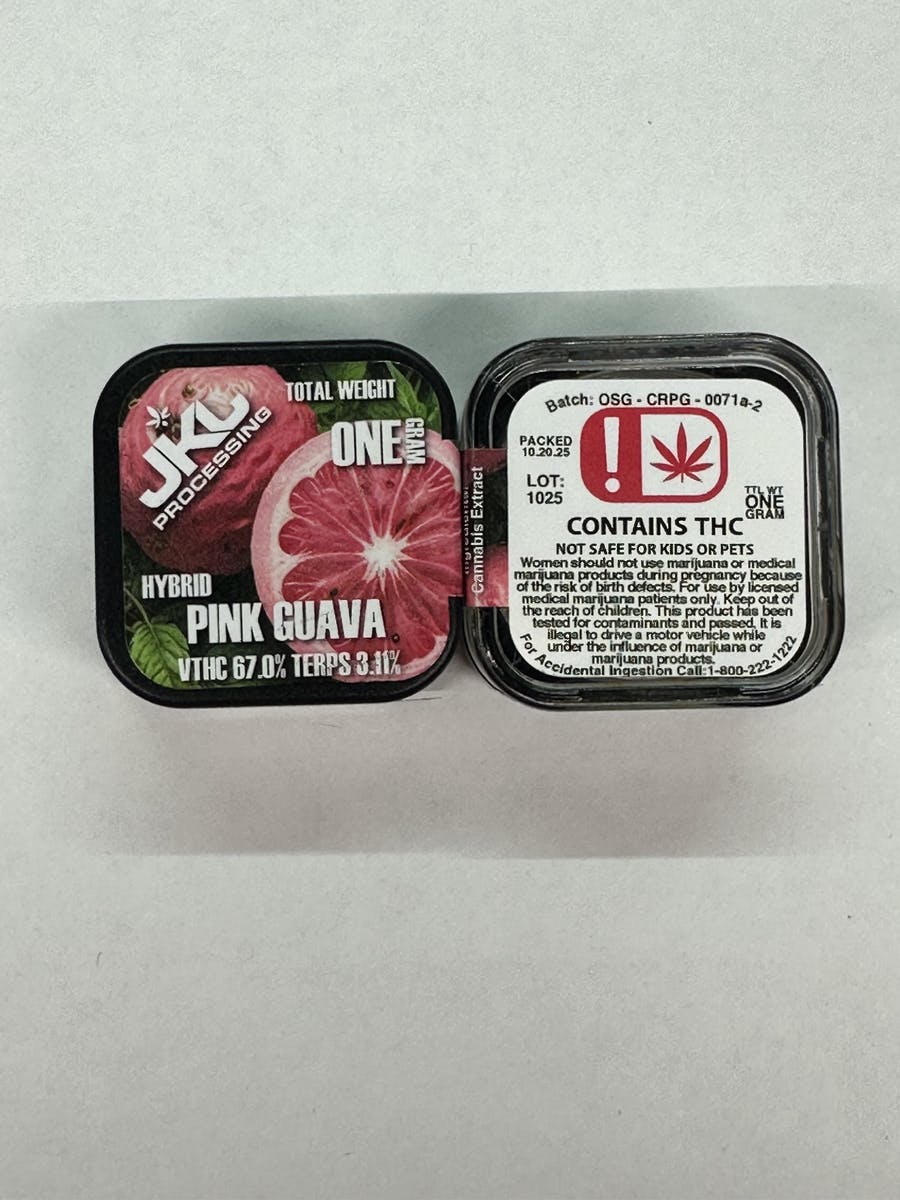 JKJ
PROCESSING
TOTAL WEIGHT
ONE
GRAM
HYBRID
PINK GUAVA
VTHC 67.0% TERPS 3.11%
Cannabis Extract
Batch: OSG - CRPG - 0071a-2
PACKED
10.20.25
LOT:
1025
!
TTL WT
ONE
GRAM
CONTAINS THC
NOT SAFE FOR KIDS OR PETS
Women should not use marijuana or medical
marijuana products during pregnancy because
of the risk of birth defects. For use by licensed
medical marijuana patients only. Keep out of
the reach of children. This product has been
tested for contaminants and passed. It is
illegal to drive a motor vehicle while
under the influence of marijuana or
marijuana products.
For Accidental Ingestion Call:1-800-222-1222